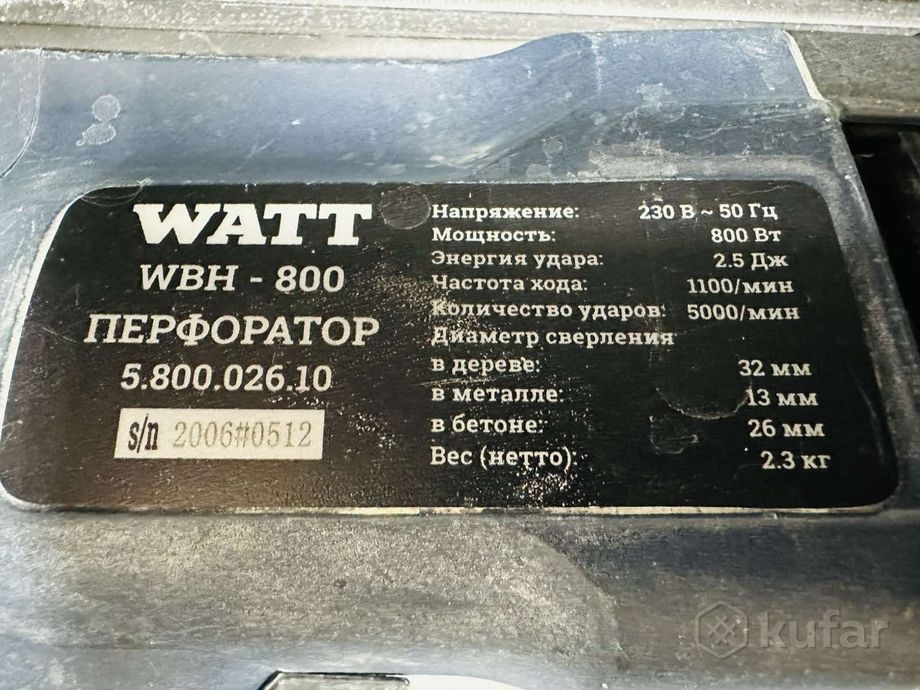 WATT
WBH - 800
ПЕРФОРАТОР
5.800.026.10
s/n 2006#0512
Напряжение: 230 В ~ 50 Гц
Мощность: 800 Вт
Энергия удара: 2.5 Дж
Частота хода: 1100/мин
Количество ударов: 5000/мин
Диаметр сверления
в дереве: 32 мм
в металле: 13 мм
в бетоне: 26 мм
Вес (нетто): 2.3 кг
kufar